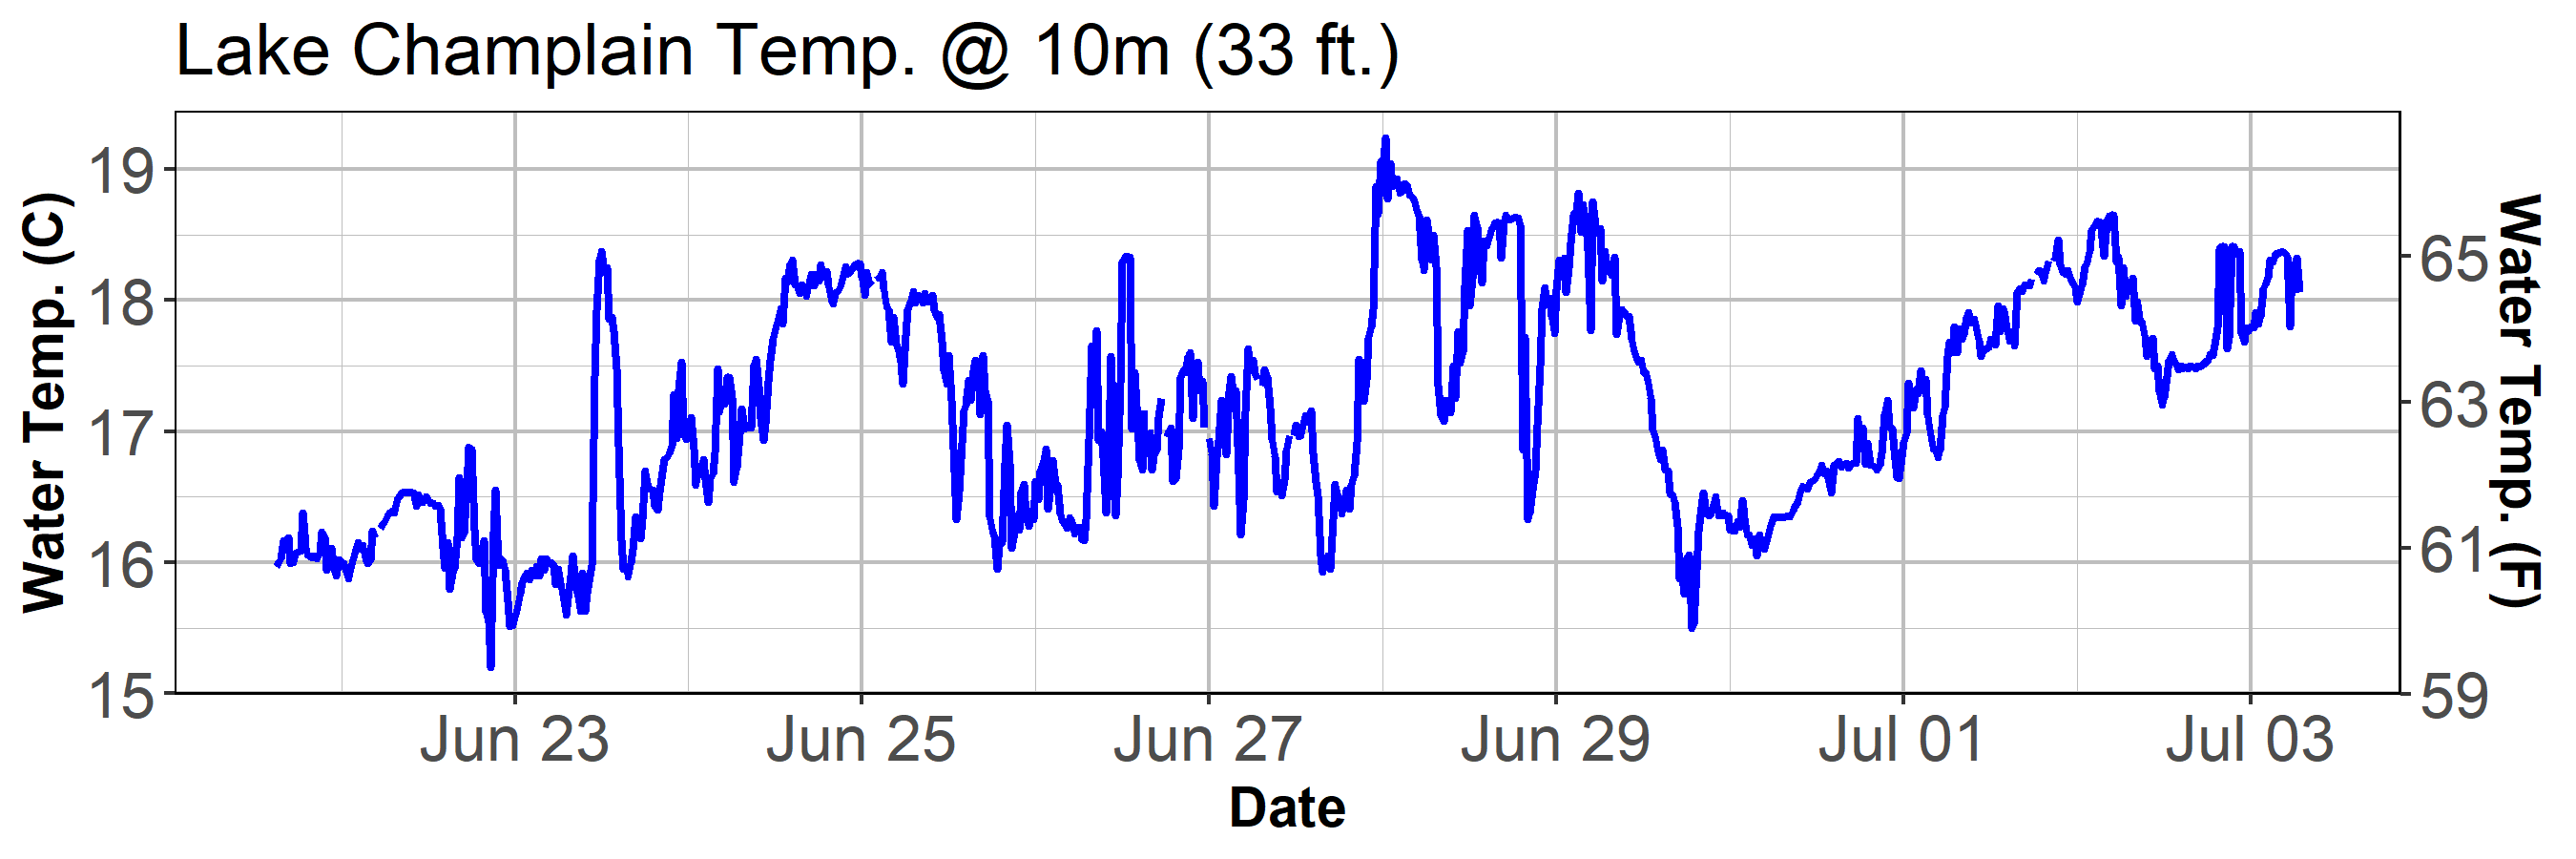 Lake Champlain Temp. @ 10m (33 ft.)
Water Temp. (C)
19
18
17
16
15
65
63
61
59
Water Temp. (F)
Jun 23
Jun 25
Jun 27
Jun 29
Jul 01
Jul 03
Date